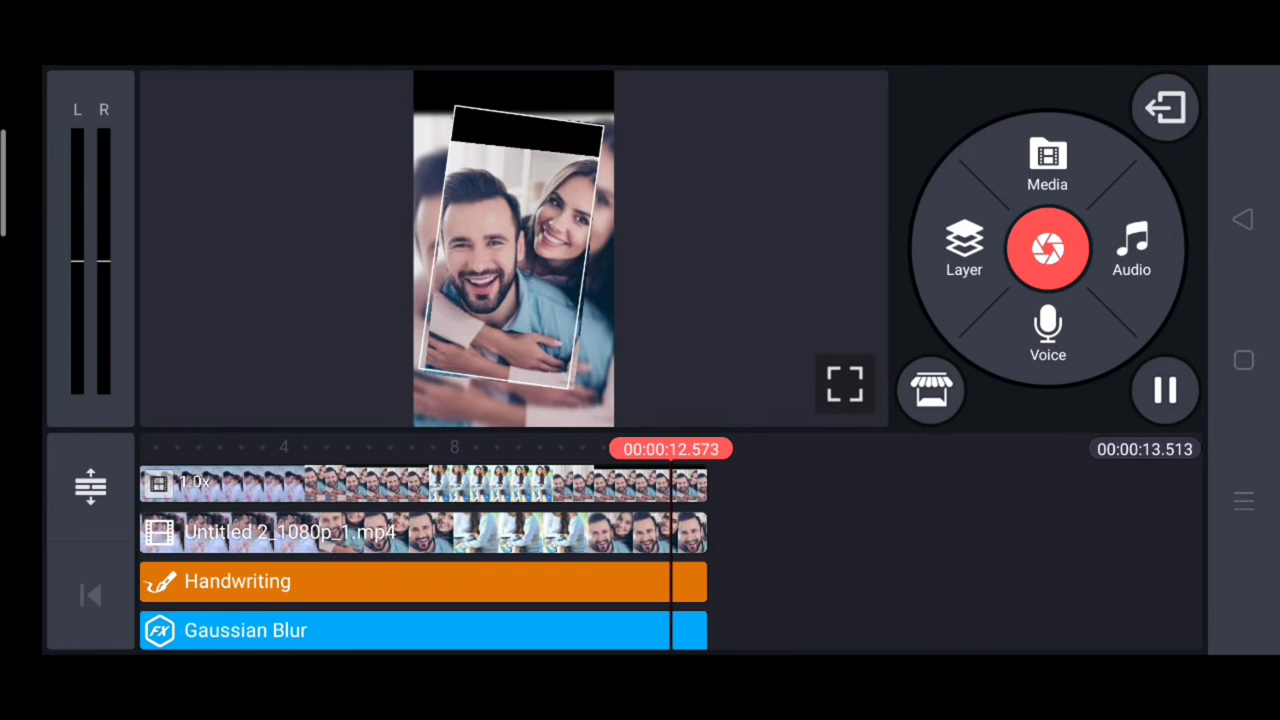 L R
Media
Layer
Audio
Voice
4 8 00:00:12.573 00:00:13.513
1.0x
Untitled 2_1080p_1.mp4
Handwriting
FX Gaussian Blur